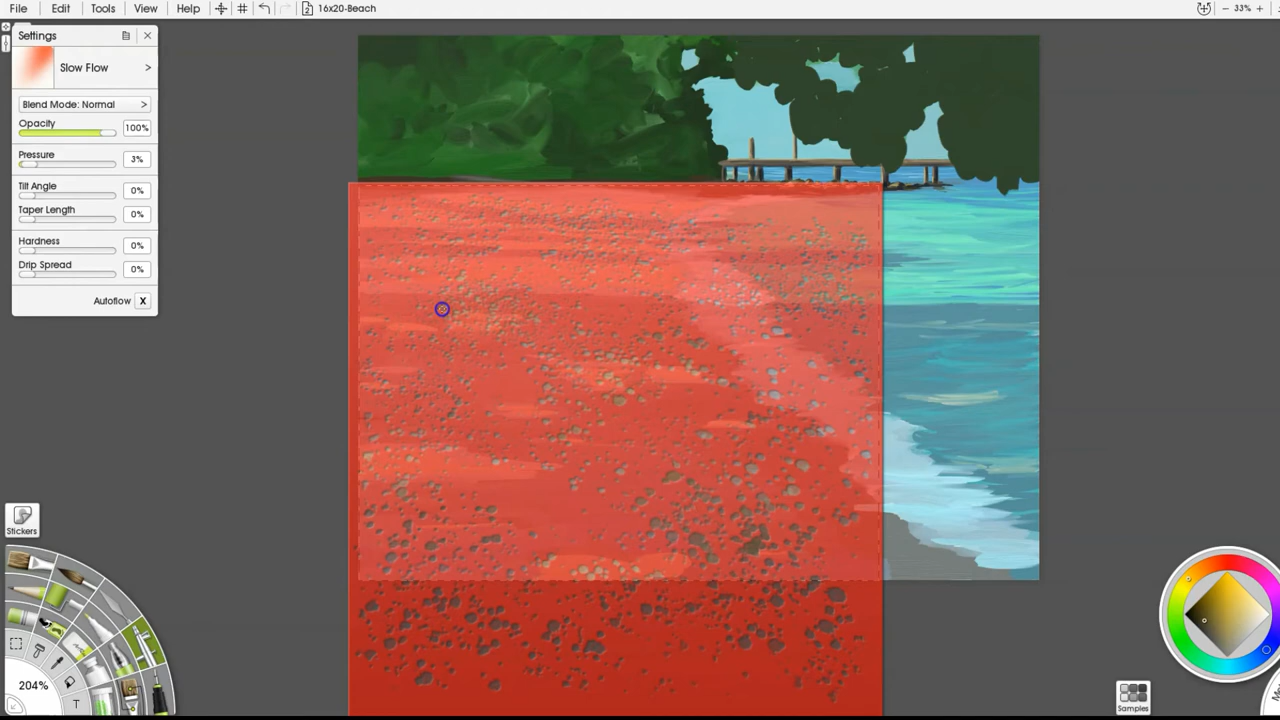 File Edit Tools View Help 16x20-Beach - 33% +
Settings
Slow Flow >
Blend Mode: Normal >
Opacity 100%
Pressure 3%
Tilt Angle 0%
Taper Length 0%
Hardness 0%
Drip Spread 0%
Autoflow X
Stickers
204%
T
Samples